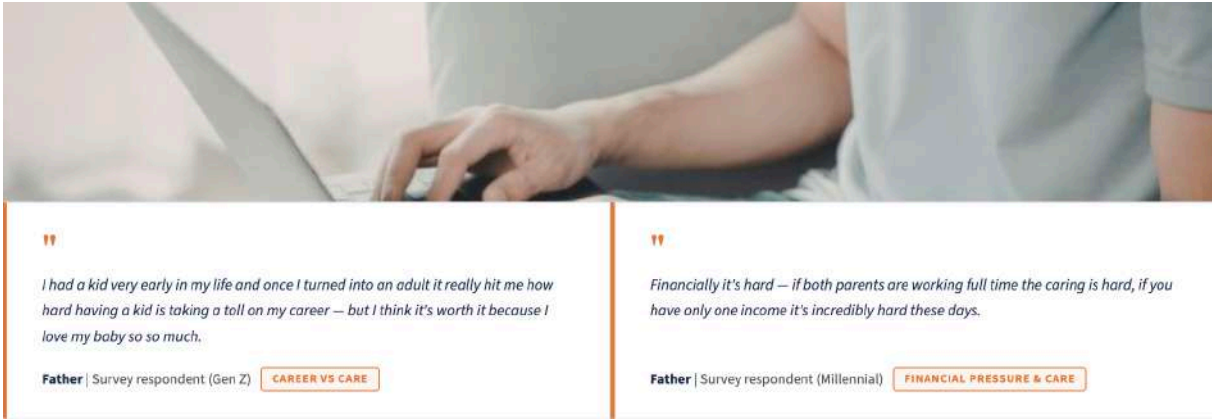 "
I had a kid very early in my life and once I turned into an adult it really hit me how
hard having a kid is taking a toll on my career — but I think it's worth it because I
love my baby so so much.
Father | Survey respondent (Gen Z) CAREER VS CARE
"
Financially it's hard — if both parents are working full time the caring is hard, if you
have only one income it's incredibly hard these days.
Father | Survey respondent (Millennial) FINANCIAL PRESSURE & CARE